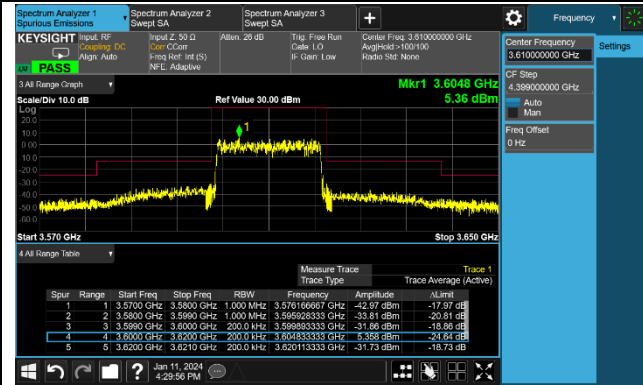 Spectrum Analyzer 1
Spurious Emissions
Spectrum Analyzer 2
Swept SA
Spectrum Analyzer 3
Swept SA
Frequency
KEYSIGHT
Input: RF
Coupling: DC
Align: Auto
Input Z: 50 Ω
Corr CCorr
Freq Ref: Int (S)
NFE: Adaptive
Atten: 26 dB
Trig: Free Run
Gate: LO
IF Gain: Low
Center Freq: 3.610000000 GHz
Avg|Hold >100/100
Radio Std: None
PASS
Center Frequency
3.610000000 GHz
Settings
CF Step
4.399000000 GHz
Auto
Man
Freq Offset
0 Hz
3 All Range Graph
Mkr1 3.6048 GHz
5.36 dBm
Scale/Div 10.0 dB
Ref Value 30.00 dBm
Log
20.0
10.0
0.00
-10.0
-20.0
-30.0
-40.0
-50.0
-60.0
1
Start 3.570 GHz
Stop 3.650 GHz
4 All Range Table
Measure Trace Trace 1
Trace Type Trace Average (Active)
Spur Range Start Freq Stop Freq RBW Frequency Amplitude ΔLimit
1 1 3.5700 GHz 3.5800 GHz 1.000 MHz 3.576166667 GHz -42.97 dBm -17.97 dB
2 2 3.5800 GHz 3.5990 GHz 1.000 MHz 3.595928333 GHz -33.81 dBm -20.81 dB
3 3 3.5990 GHz 3.6000 GHz 200.0 kHz 3.599893333 GHz -31.86 dBm -18.86 dB
4 4 3.6000 GHz 3.6200 GHz 200.0 kHz 3.604833333 GHz 5.358 dBm -24.64 dB
5 5 3.6200 GHz 3.6210 GHz 200.0 kHz 3.620113333 GHz -31.73 dBm -18.73 dB
Jan 11, 2024
4:29:56 PM